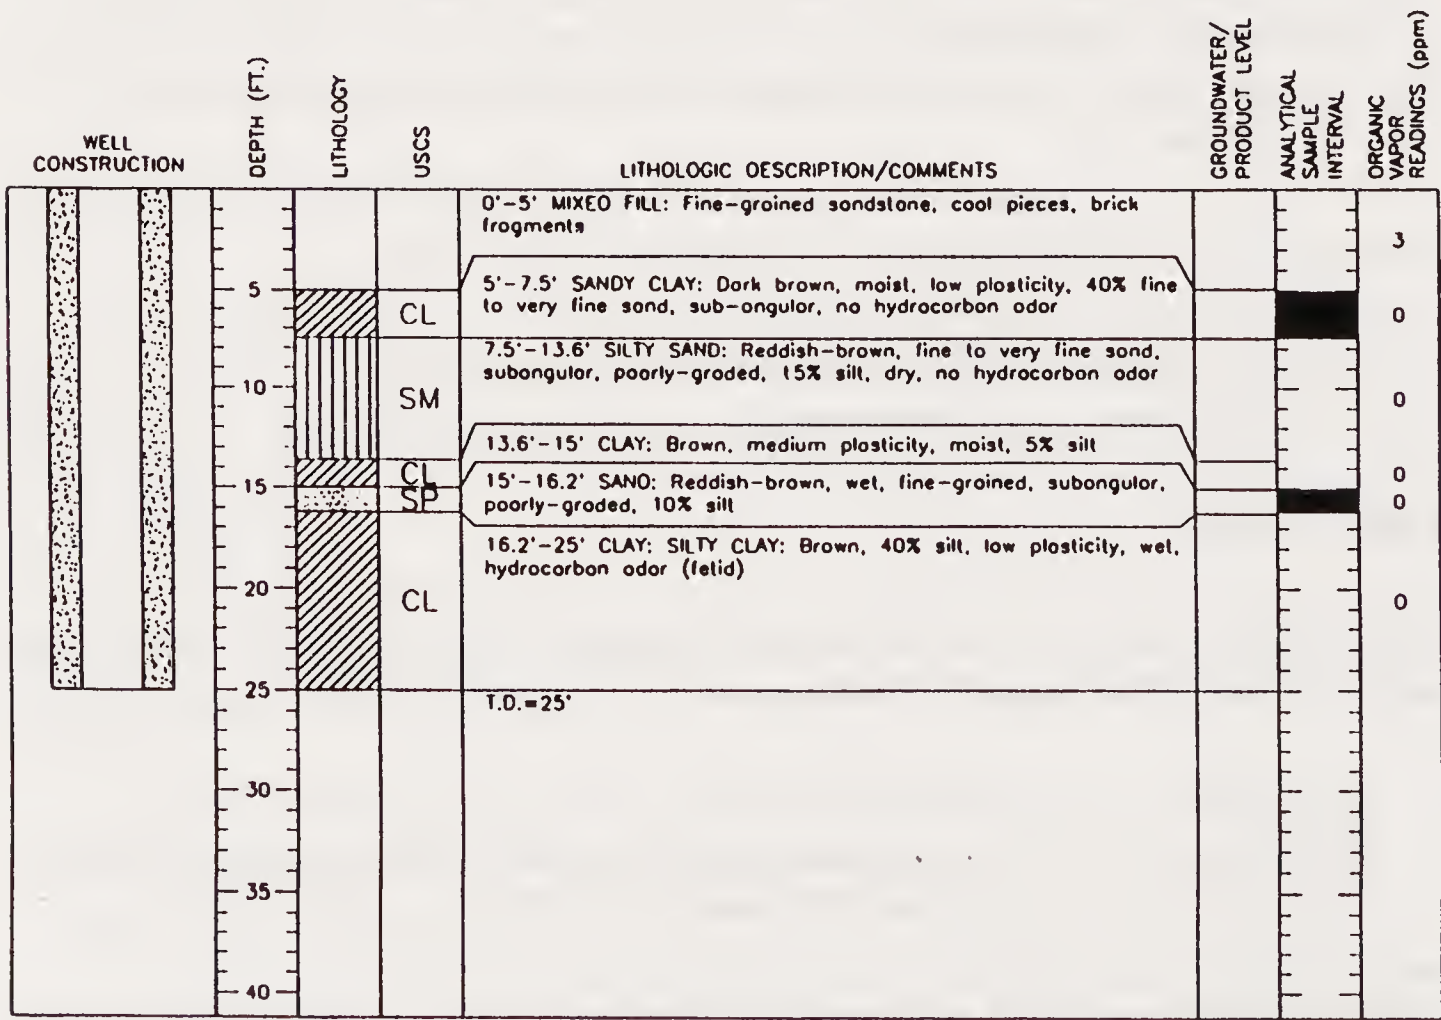 WELL
CONSTRUCTION
DEPTH (FT.)
LITHOLOGY
USCS
LITHOLOGIC OESCRIPTION/COMMENTS
GROUNDWATER/
PRODUCT LEVEL
ANALYTICAL
SAMPLE
INTERVAL
ORGANIC
VAPOR
READINGS (ppm)
0'-5' MIXED FILL: Fine-groined sondstone, cool pieces, brick
frogments
3
5
CL
5'-7.5' SANDY CLAY: Dork brown, moist, low plosticity, 40% fine
to very fine sond, sub-ongulor, no hydrocorbon odor
0
7.5'-13.6' SILTY SAND: Reddish-brown, fine to very fine sond,
subongulor, poorly-groded, 15% silt, dry, no hydrocorbon odor
10
SM
0
13.6'-15' CLAY: Brown, medium plosticity, moist, 5% silt
CL
0
15
SP
15'-16.2' SANO: Reddish-brown, wet, fine-groined, subongulor,
poorly-groded, 10% silt
0
16.2'-25' CLAY: SILTY CLAY: Brown, 40% silt, low plosticity, wet,
hydrocorbon odor (fetid)
20
CL
0
25
T.D.=25'
30
35
40